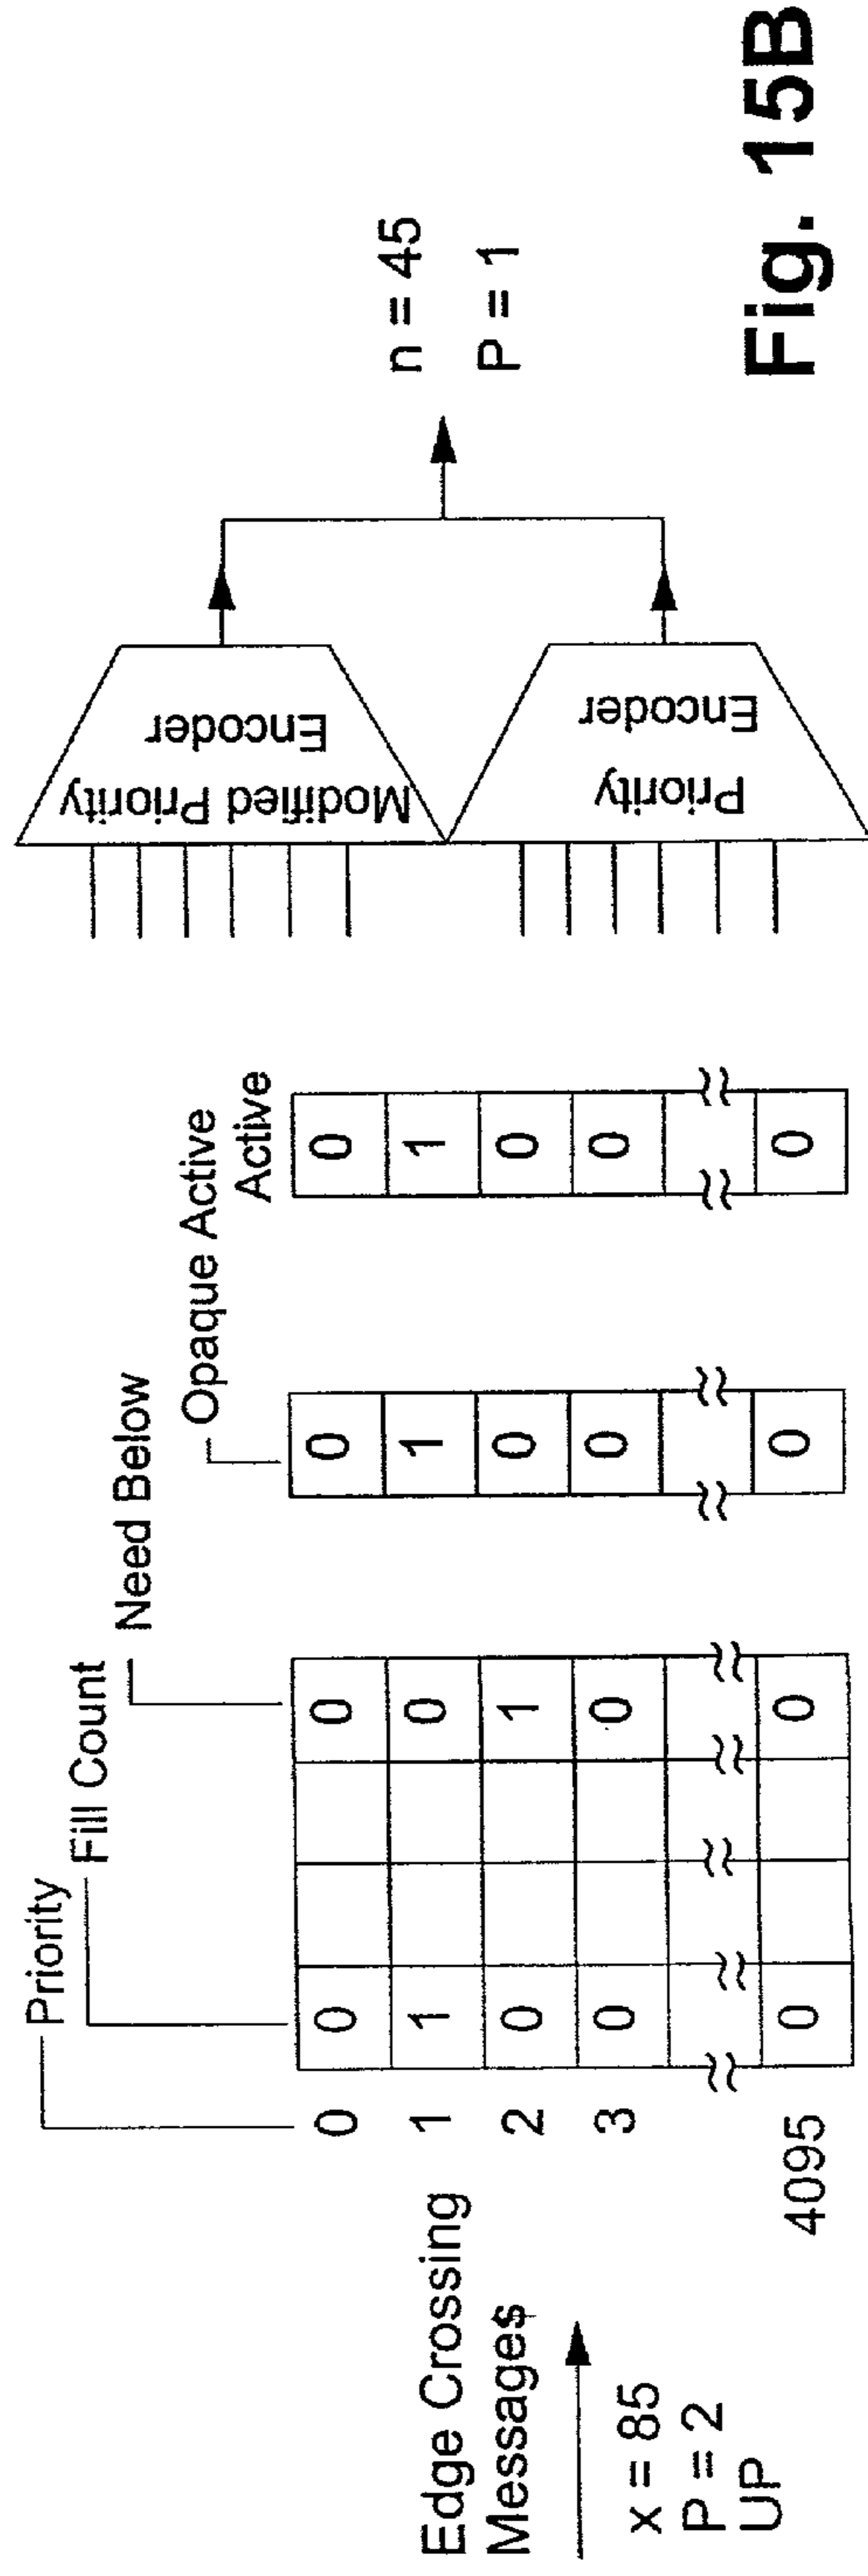 Priority
Fill Count
Need Below
Opaque Active
Active
Edge Crossing
Messages
x = 85
P = 2
UP
0 0 0 0 0
1 1 0 1 1
2 0 1 0 0
3 0 0 0 0
4095 0 0 0 0
Modified Priority
Encoder
Priority
Encoder
n = 45
P = 1
Fig. 15B